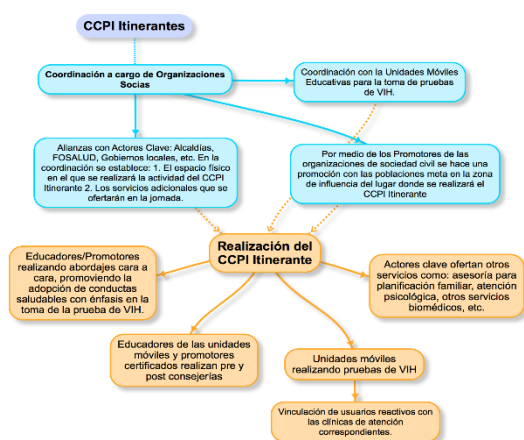 CCPI Itinerantes
Coordinación a cargo de Organizaciones
Socias
Coordinación con la Unidades Móviles
Educativas para la toma de pruebas
de VIH.
Alianzas con Actores Clave: Alcaldías,
FOSALUD, Gobiernos locales, etc. En la
coordinación se establece: 1. El espacio físico
en el que se realizará la actividad del CCPI
Itinerante 2. Los servicios adicionales que se
ofertarán en la jornada.
Por medio de los Promotores de las
organizaciones de sociedad civil se hace una
promoción con las poblaciones meta en la zona
de influencia del lugar donde se realizará el
CCPI Itinerante
Realización del
CCPI Itinerante
Educadores/Promotores
realizando abordajes cara a
cara, promoviendo la
adopción de conductas
saludables con énfasis en la
toma de la prueba de VIH.
Actores clave ofertan otros
servicios como: asesoría para
planificación familiar, atención
psicológica, otros servicios
biomédicos, etc.
Educadores de las unidades
móviles y promotores
certificados realizan pre y
post consejerías
Unidades móviles
realizando pruebas de VIH
Vinculación de usuarios reactivos con
las clínicas de atención
correspondientes.